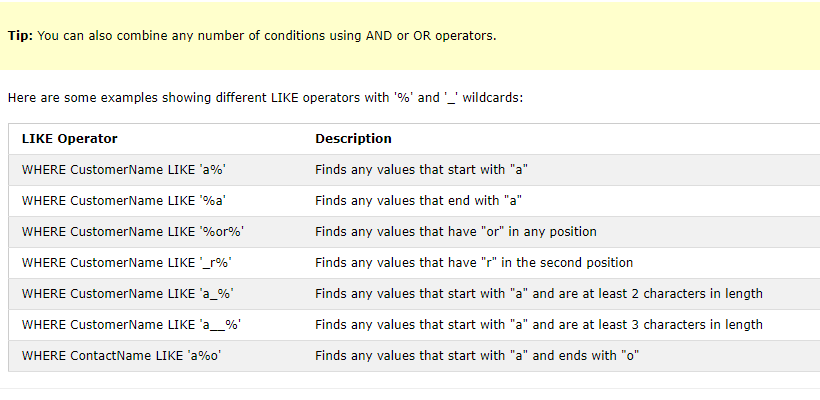 Tip: You can also combine any number of conditions using AND or OR operators.
Here are some examples showing different LIKE operators with '%' and '_' wildcards:
LIKE Operator Description
WHERE CustomerName LIKE 'a%' Finds any values that start with "a"
WHERE CustomerName LIKE '%a' Finds any values that end with "a"
WHERE CustomerName LIKE '%or%' Finds any values that have "or" in any position
WHERE CustomerName LIKE '_r%' Finds any values that have "r" in the second position
WHERE CustomerName LIKE 'a_%' Finds any values that start with "a" and are at least 2 characters in length
WHERE CustomerName LIKE 'a__%' Finds any values that start with "a" and are at least 3 characters in length
WHERE ContactName LIKE 'a%o' Finds any values that start with "a" and ends with "o"